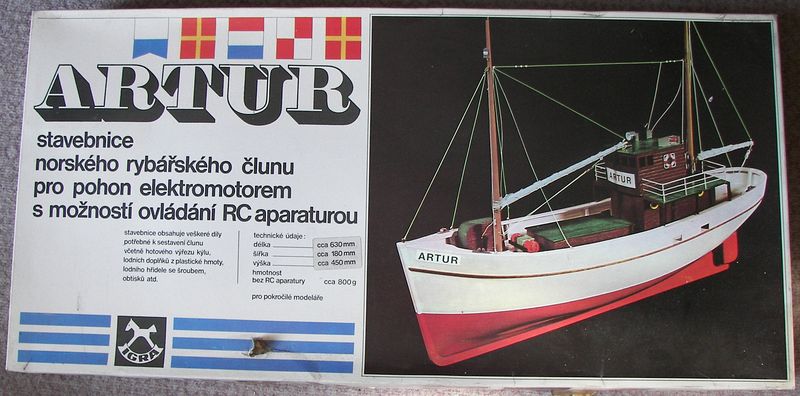 ARTUR
stavebnice
norského rybářského člunu
pro pohon elektromotorem
s možností ovládání RC aparaturou
stavebnice obsahuje veškeré díly
potřebné k sestavení člunu
včetně hotového výřezu kýlu,
lodních doplňků z plastické hmoty,
lodního hřídele se šroubem,
obtisků atd.
technické údaje:
délka cca 630 mm
šířka cca 180 mm
výška cca 450 mm
hmotnost
bez RC aparatury cca 800 g
pro pokročilé modeláře
IGRA
ARTUR
ARTUR